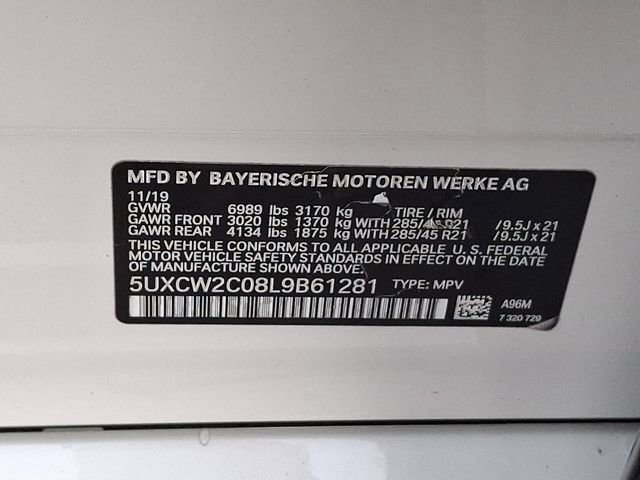 MFD BY BAYERISCHE MOTOREN WERKE AG
11/19
GVWR 6989 lbs 3170 kg TIRE / RIM
GAWR FRONT 3020 lbs 1370 kg WITH 285/45 R21 /9.5J x 21
GAWR REAR 4134 lbs 1875 kg WITH 285/45 R21 /9.5J x 21
THIS VEHICLE CONFORMS TO ALL APPLICABLE U. S. FEDERAL
MOTOR VEHICLE SAFETY STANDARDS IN EFFECT ON THE
DATE OF MANUFACTURE SHOWN ABOVE.
5UXCW2C08L9B61281 TYPE: MPV
A96M
7 320 729